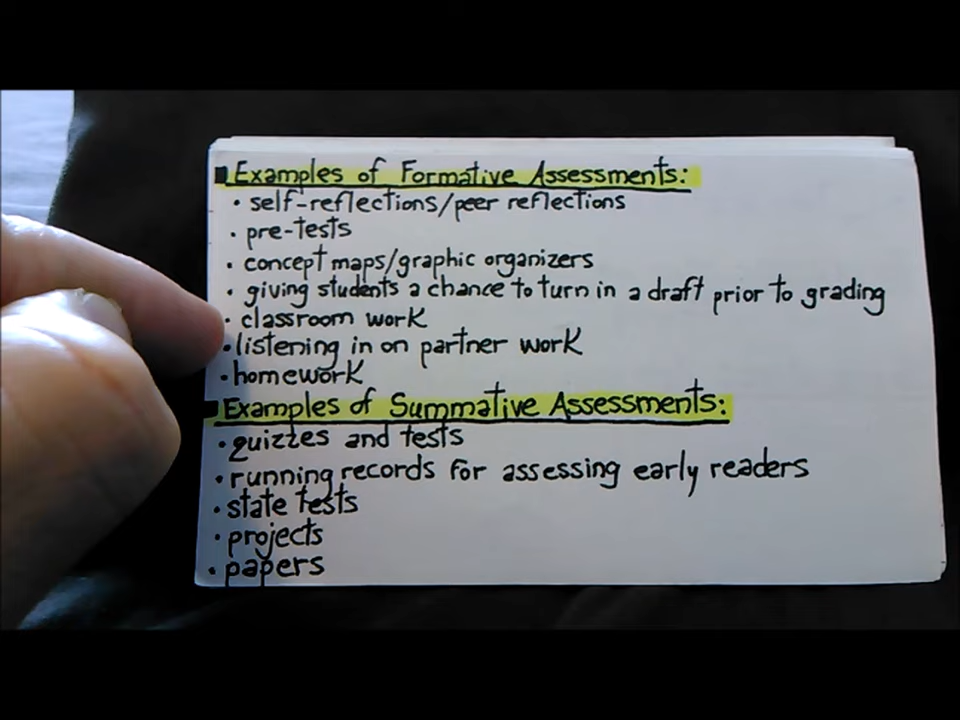 ■ Examples of Formative Assessments:
• self-reflections/peer reflections
• pre-tests
• concept maps/graphic organizers
• giving students a chance to turn in a draft prior to grading
• classroom work
• listening in on partner work
• homework
■ Examples of Summative Assessments:
• quizzes and tests
• running records for assessing early readers
• state tests
• projects
• papers